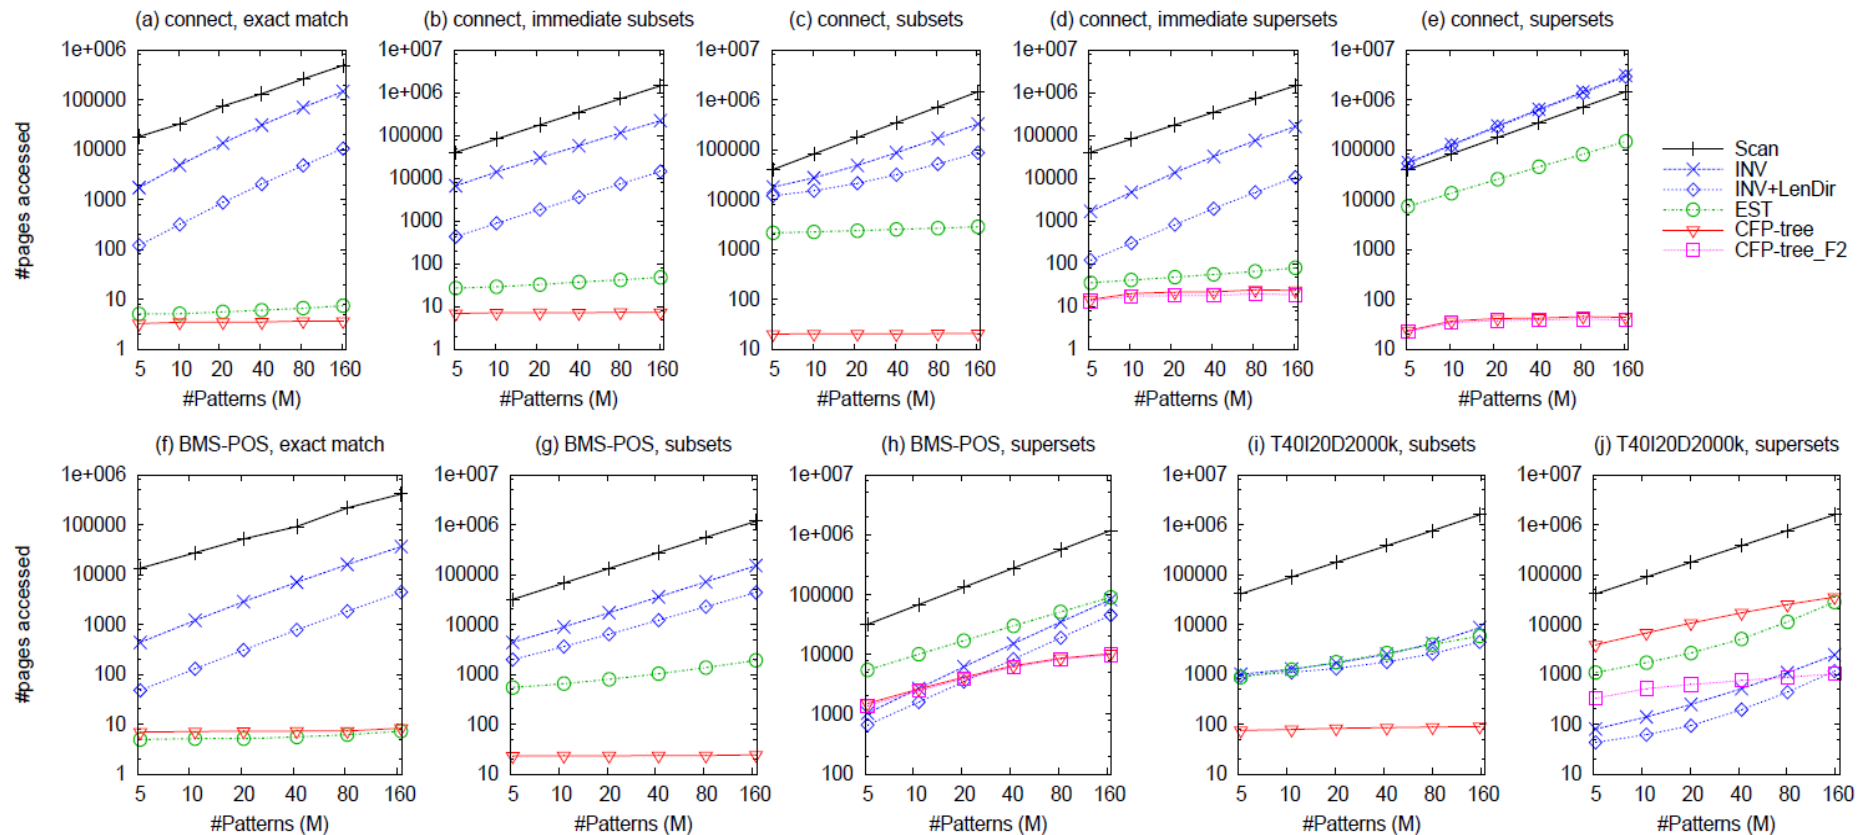 (a) connect, exact match
(b) connect, immediate subsets
(c) connect, subsets
(d) connect, immediate supersets
(e) connect, supersets
#pages accessed
1e+006
100000
10000
1000
100
10
1
5 10 20 40 80 160
#Patterns (M)
1e+007
1e+006
100000
10000
1000
100
10
1
5 10 20 40 80 160
#Patterns (M)
1e+007
1e+006
100000
10000
1000
100
10
5 10 20 40 80 160
#Patterns (M)
1e+007
1e+006
100000
10000
1000
100
10
1
5 10 20 40 80 160
#Patterns (M)
1e+007
1e+006
100000
10000
1000
100
10
5 10 20 40 80 160
#Patterns (M)
Scan
INV
INV+LenDir
EST
CFP-tree
CFP-tree_F2
(f) BMS-POS, exact match
(g) BMS-POS, subsets
(h) BMS-POS, supersets
(i) T40I20D2000k, subsets
(j) T40I20D2000k, supersets
#pages accessed
1e+006
100000
10000
1000
100
10
1
5 10 20 40 80 160
#Patterns (M)
1e+007
1e+006
100000
10000
1000
100
10
5 10 20 40 80 160
#Patterns (M)
1e+007
1e+006
100000
10000
1000
100
5 10 20 40 80 160
#Patterns (M)
1e+007
1e+006
100000
10000
1000
100
10
5 10 20 40 80 160
#Patterns (M)
1e+007
1e+006
100000
10000
1000
100
10
5 10 20 40 80 160
#Patterns (M)